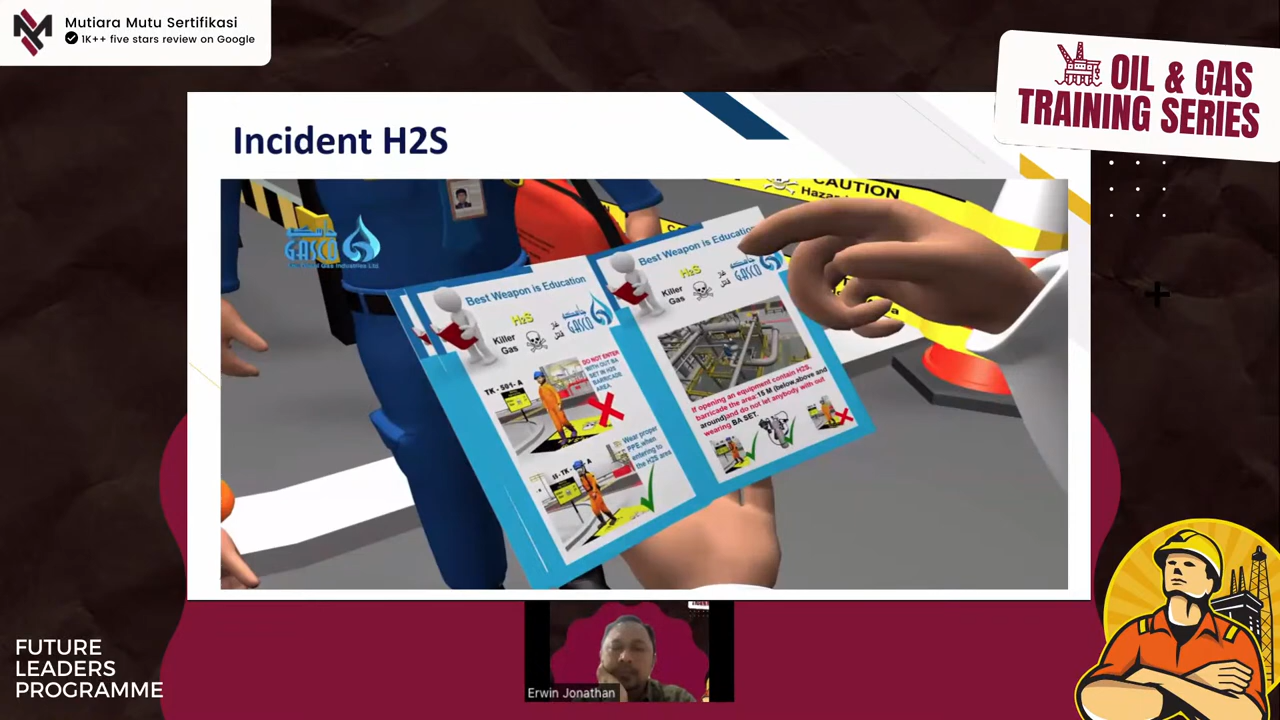 Mutiara Mutu Sertifikasi
1K++ five stars review on Google
OIL & GAS
TRAINING SERIES
Incident H2S
CAUTION
GASCO
Best Weapon is Education
H2S
Killer
Gas
GASCO
TK - 501- A
DO NOT ENTER
WITH OUT BA
SET IN H2S
BARRICADE
AREA.
Wear proper
PPE,when
entering to
the H2S area
Best Weapon is Education
H2S
Killer
Gas
GASCO
If opening an equipment contain H2S,
barricade the area:15 M (below,above and
around)and do not let anybody with out
wearing BA SET.
FUTURE
LEADERS
PROGRAMME
Erwin Jonathan